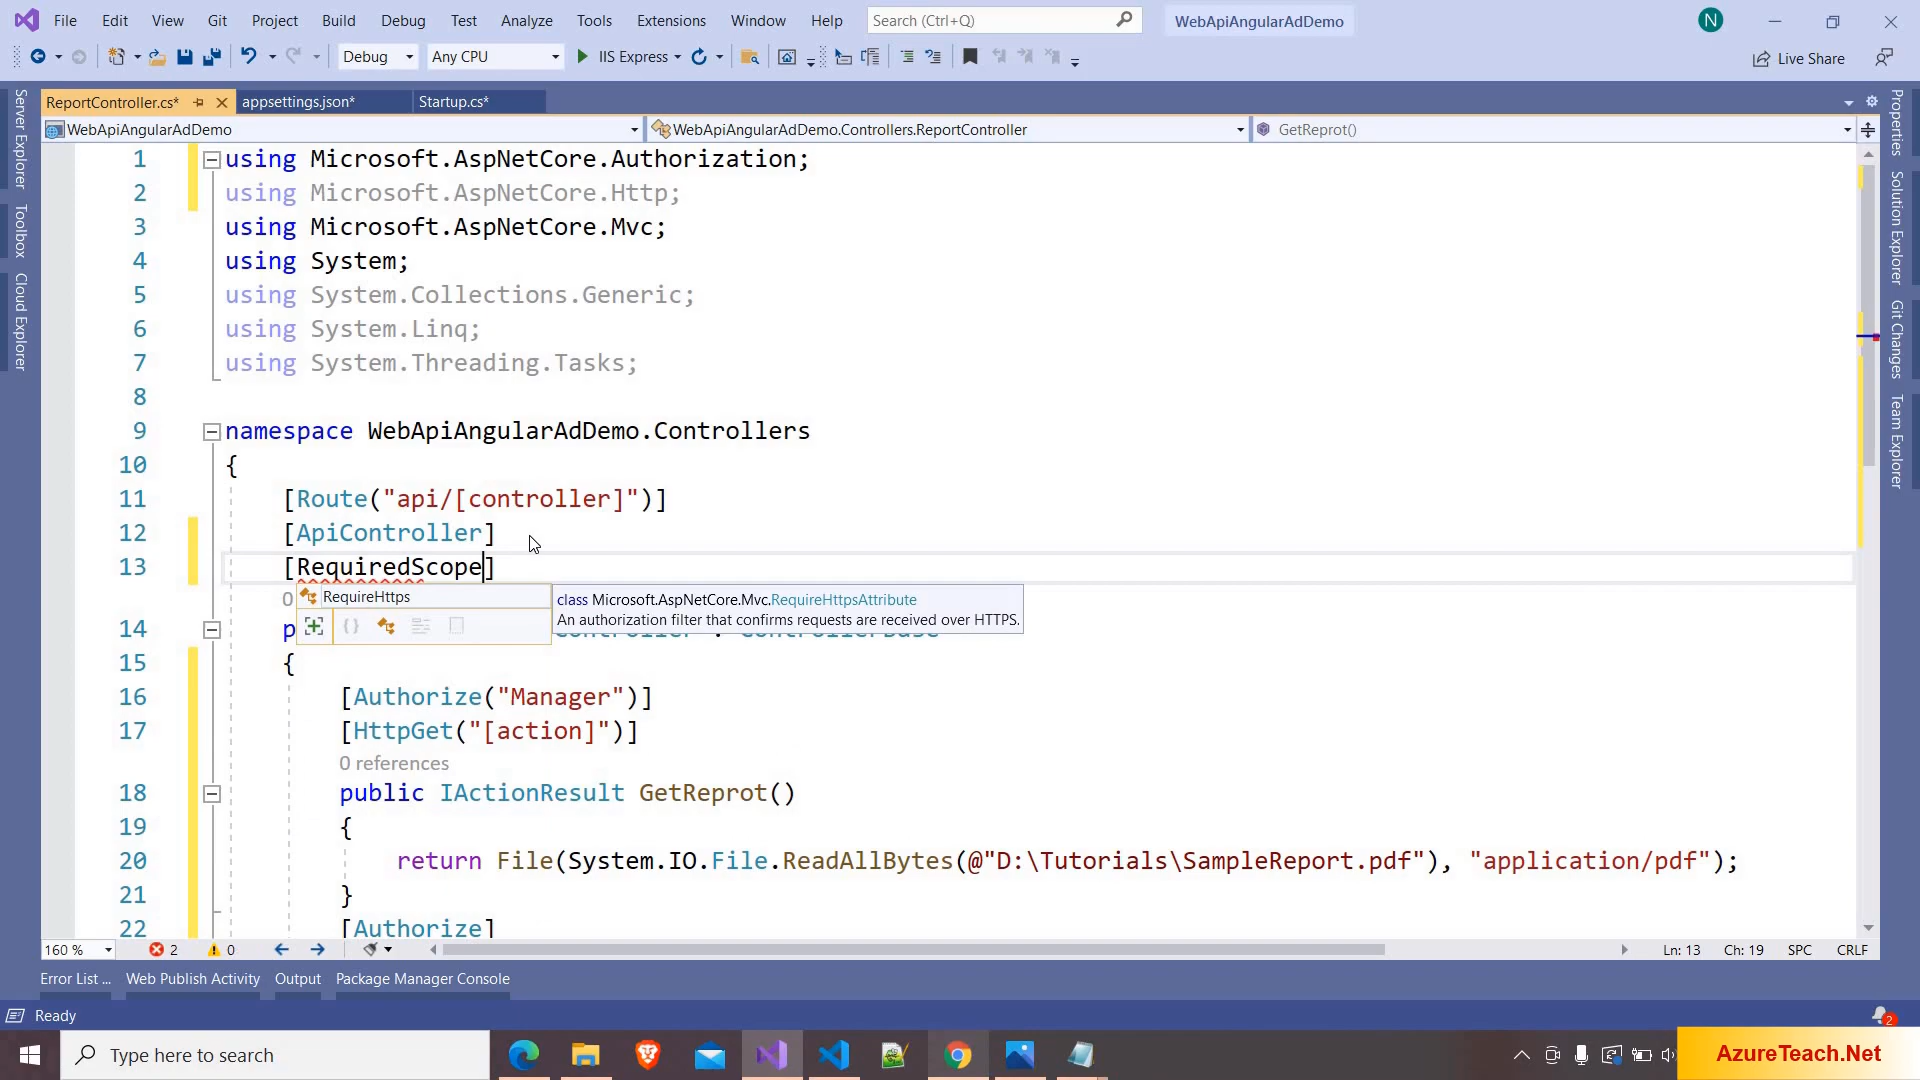 File Edit View Git Project Build Debug Test Analyze Tools Extensions Window Help Search (Ctrl+Q) WebApiAngularAdDemo N
Debug Any CPU IIS Express Live Share
ReportController.cs* appsettings.json* Startup.cs*
WebApiAngularAdDemo WebApiAngularAdDemo.Controllers.ReportController GetReprot()
Server Explorer
Toolbox
Cloud Explorer
Properties
Solution Explorer
Git Changes
Team Explorer
1 using Microsoft.AspNetCore.Authorization;
2 using Microsoft.AspNetCore.Http;
3 using Microsoft.AspNetCore.Mvc;
4 using System;
5 using System.Collections.Generic;
6 using System.Linq;
7 using System.Threading.Tasks;
8
9 namespace WebApiAngularAdDemo.Controllers
10 {
11 [Route("api/[controller]")]
12 [ApiController]
13 [RequiredScope]
0
RequireHttps
class Microsoft.AspNetCore.Mvc.RequireHttpsAttribute
An authorization filter that confirms requests are received over HTTPS.
14 p
15 {
16 [Authorize("Manager")]
17 [HttpGet("[action]")]
0 references
18 public IActionResult GetReprot()
19 {
20 return File(System.IO.File.ReadAllBytes(@"D:\Tutorials\SampleReport.pdf"), "application/pdf");
21 }
22 [Authorize]
160 % 2 0 Ln: 13 Ch: 19 SPC CRLF
Error List ... Web Publish Activity Output Package Manager Console
Ready 2
Type here to search
AzureTeach.Net